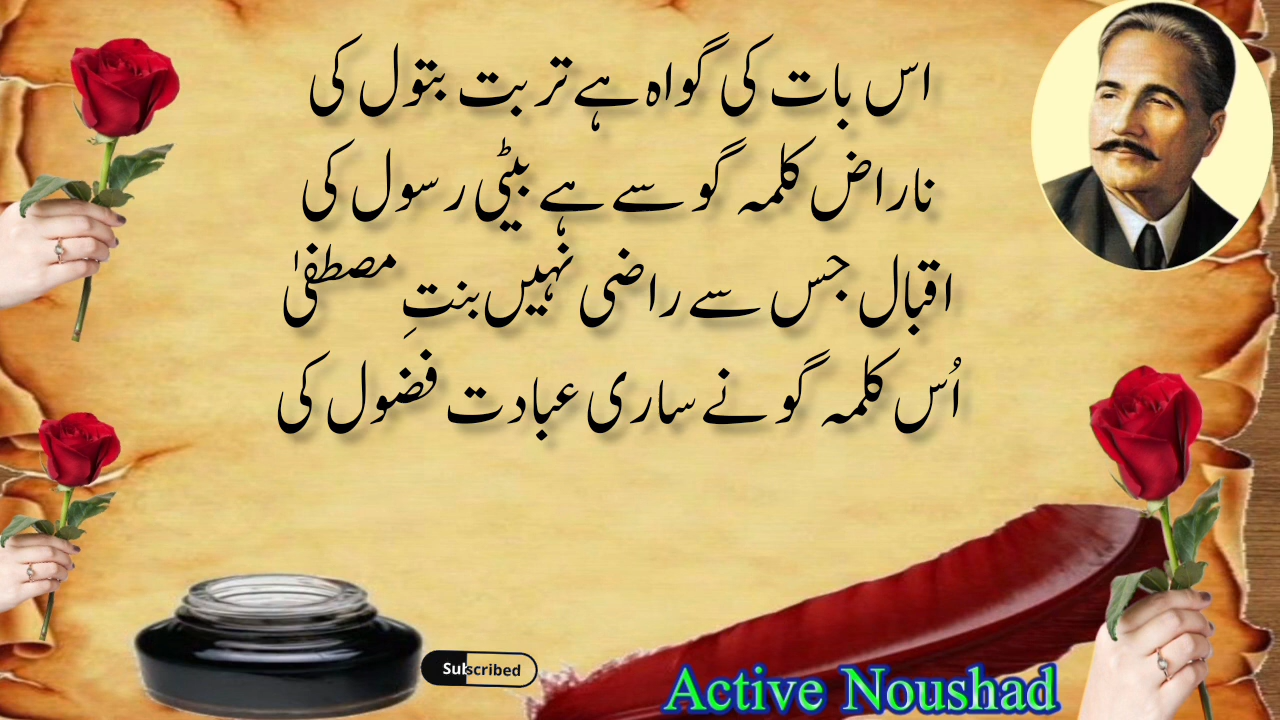 اس بات کی گواہ ہے تربت بتول کی
ناراض کلمہ گو سے ہے بیٹی رسول کی
اقبال جس سے راضی نہیں بنتِ مصطفیٰ
اُس کلمہ گو نے ساری عبادت فضول کی
Subscribed
Active Noushad